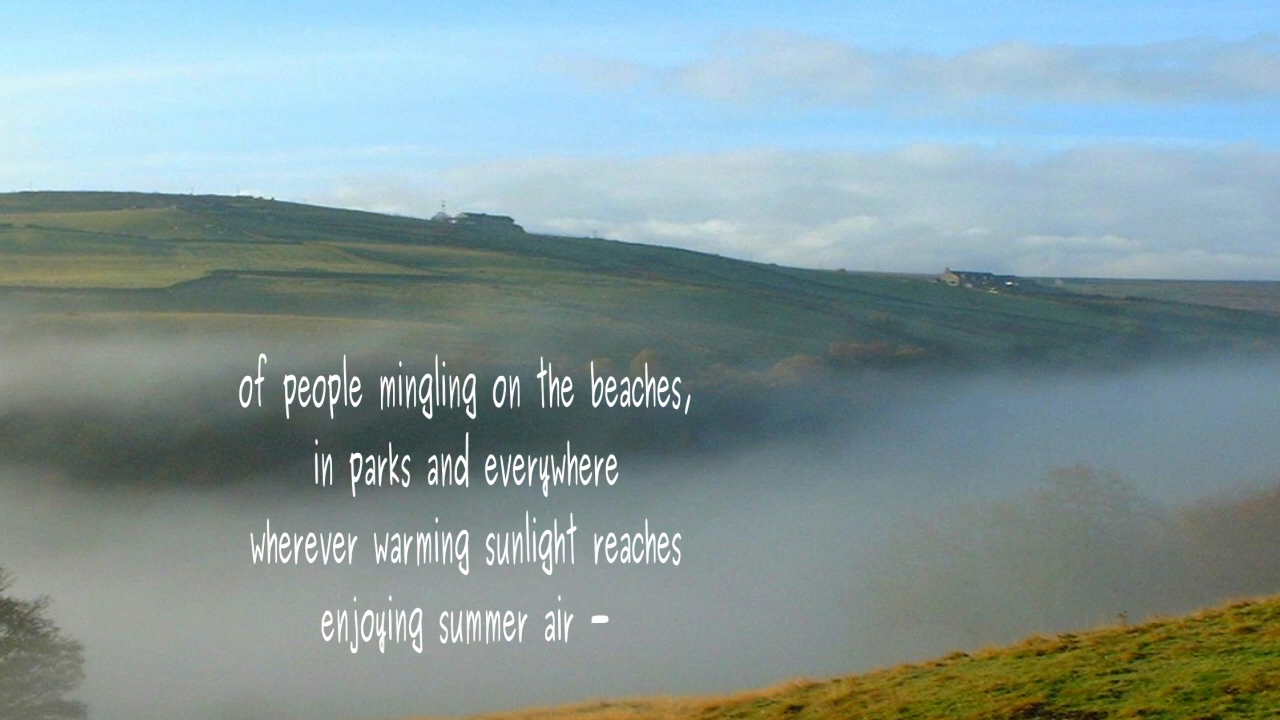 of people mingling on the beaches,
in parks and everywhere
wherever warming sunlight reaches
enjoying summer air -